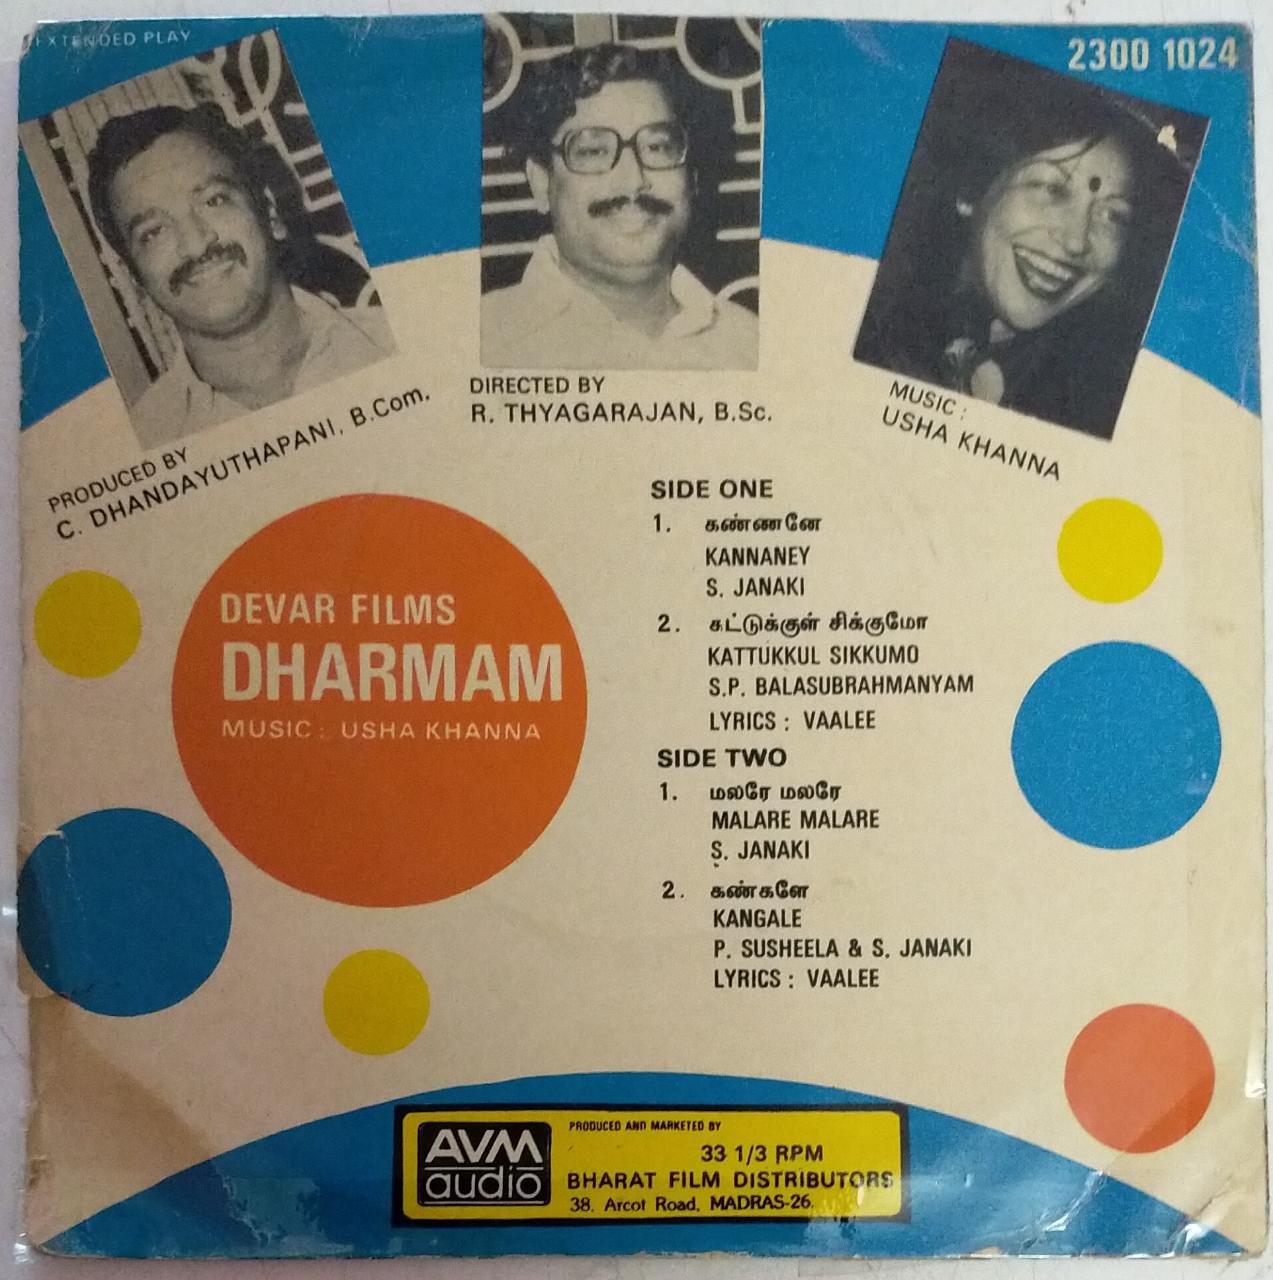 EXTENDED PLAY
2300 1024
PRODUCED BY
C. DHANDAYUTHAPANI, B.Com.
DIRECTED BY
R. THYAGARAJAN, B.Sc.
MUSIC :
USHA KHANNA
DEVAR FILMS
DHARMAM
MUSIC : USHA KHANNA
SIDE ONE
1. கண்ணனே
KANNANEY
S. JANAKI
2. கட்டுக்குள் சிக்குமோ
KATTUKKUL SIKKUMO
S.P. BALASUBRAHMANYAM
LYRICS : VAALEE
SIDE TWO
1. மலரே மலரே
MALARE MALARE
S. JANAKI
2. கண்களே
KANGALE
P. SUSHEELA & S. JANAKI
LYRICS : VAALEE
AVM
audio
PRODUCED AND MARKETED BY
33 1/3 RPM
BHARAT FILM DISTRIBUTORS
38, Arcot Road, MADRAS-26.